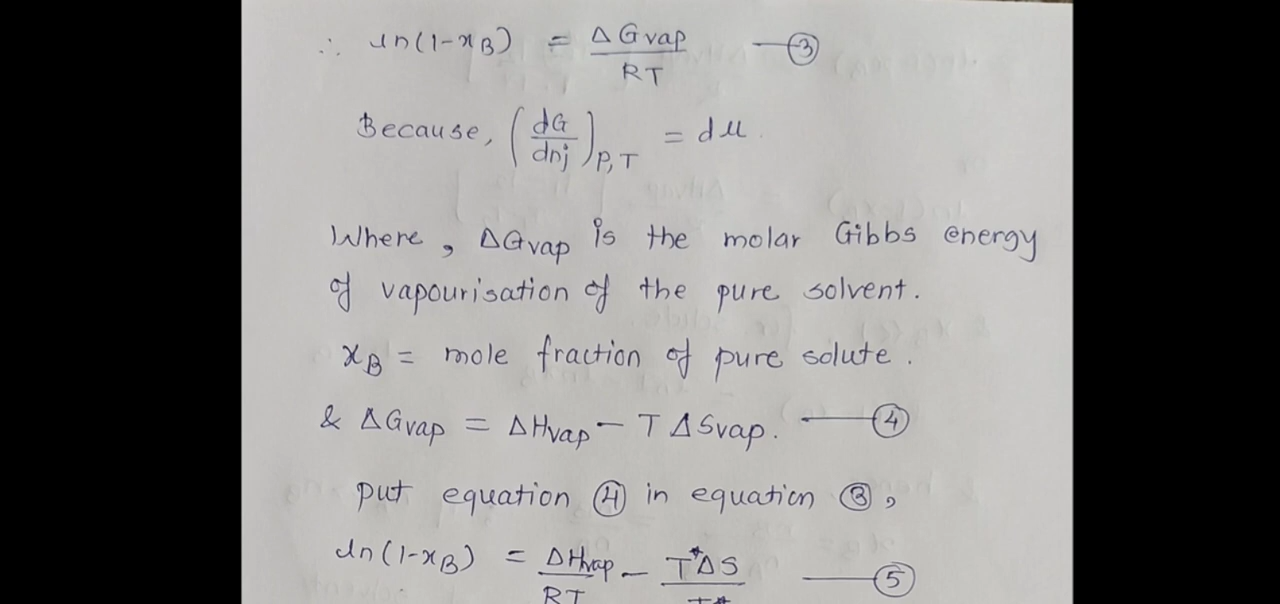 ∴ ln(1-xB) = ΔGvap / RT —③
Because, (dG/dnj)P,T = dμ.
Where, ΔGvap is the molar Gibbs energy
of vapourisation of the pure solvent.
xB = mole fraction of pure solute.
& ΔGvap = ΔHvap - TΔSvap. —④
put equation ④ in equation ③,
ln(1-xB) = ΔHvap / RT - T*ΔS / T* —⑤